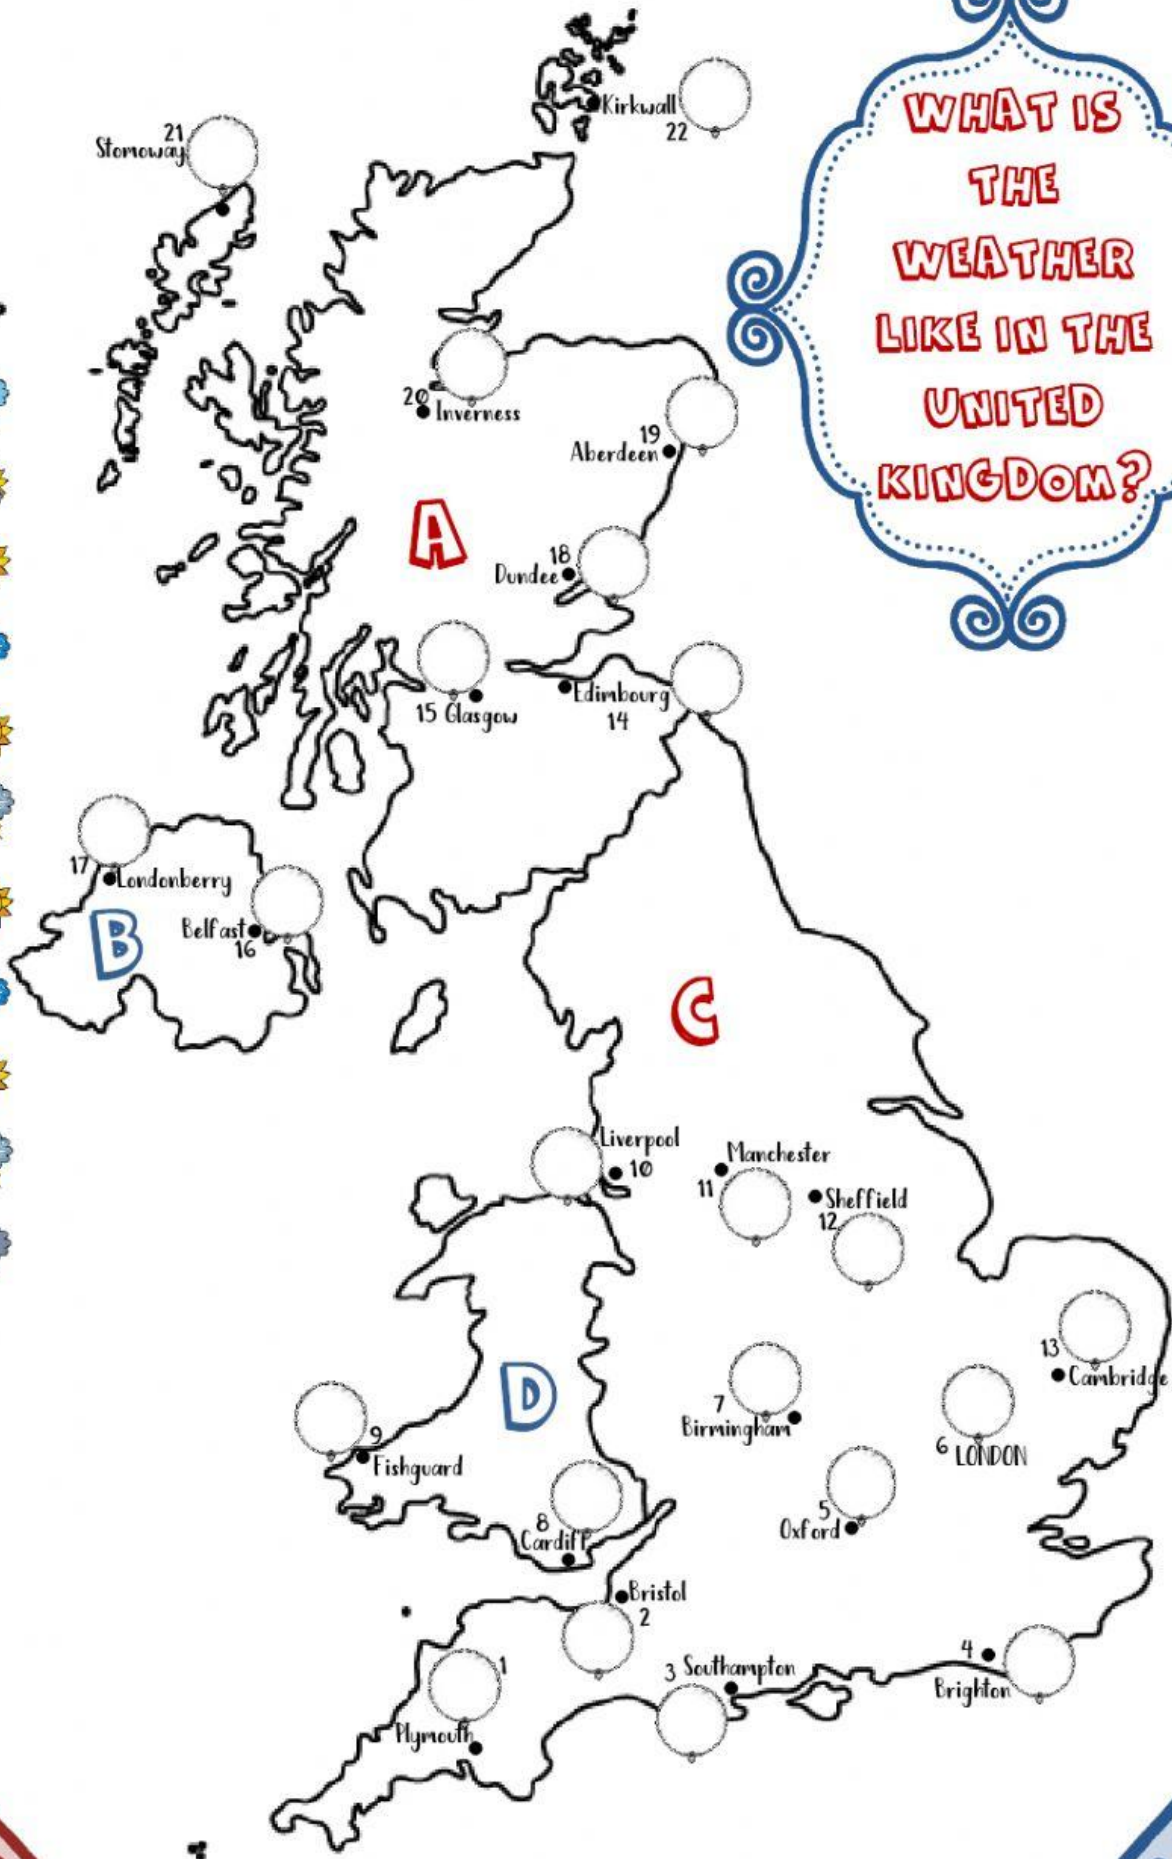 WHAT IS
THE
WEATHER
LIKE IN THE
UNITED
KINGDOM?
Kirkwall
22
21
Stomoway
20
Inverness
19
Aberdeen
A
18
Dundee
Edimbourg
14
15 Glasgow
17
Londonberry
B
Belfast
16
C
Liverpool
10
Manchester
11
Sheffield
12
13
Cambridge
D
7
Birmingham
6 LONDON
9
Fishguard
5
Oxford
8
Cardiff
Bristol
2
1
Plymouth
3 Southampton
4
Brighton